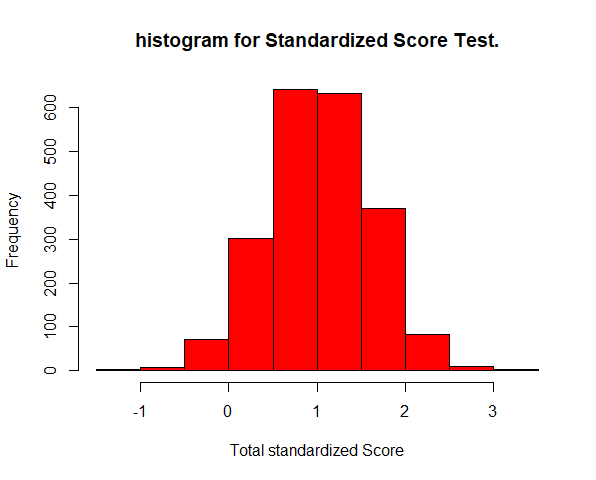 histogram for Standardized Score Test.
Frequency
600
500
400
300
200
100
0
-1 0 1 2 3
Total standardized Score